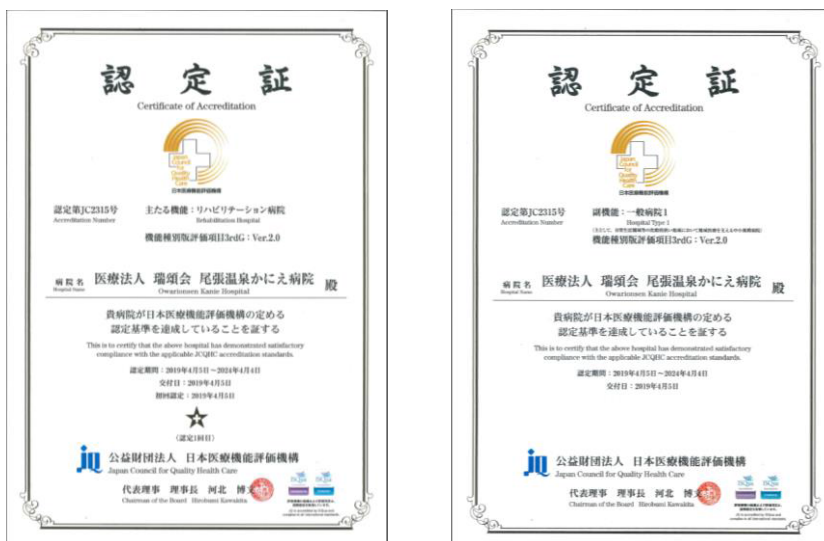 認 定 証
Certificate of Accreditation
Japan
Council
for
Quality
Health
Care
日本医療機能評価機構
認定第JC2315号 主たる機能：リハビリテーション病院
Accreditation Number Rehabilitation Hospital
機能種別版評価項目3rdG：Ver.2.0
病院名 医療法人 瑞頌会 尾張温泉かにえ病院 殿
Hospital Name Owarionsen Kanie Hospital
貴病院が日本医療機能評価機構の定める
認定基準を達成していることを証する
This is to certify that the above hospital has demonstrated satisfactory
compliance with the applicable JCQHC accreditation standards.
認定期間：2019年4月5日～2024年4月4日
交付日：2019年4月5日
初回認定：2019年4月5日
（認定1回目）
jq 公益財団法人 日本医療機能評価機構
Japan Council for Quality Health Care
代表理事 理事長 河北 博文
Chairman of the Board Hirobumi Kawakita
認 定 証
Certificate of Accreditation
Japan
Council
for
Quality
Health
Care
日本医療機能評価機構
認定第JC2315号 副機能：一般病院1
Accreditation Number Hospital Type 1
機能種別版評価項目3rdG：Ver.2.0
病院名 医療法人 瑞頌会 尾張温泉かにえ病院 殿
Hospital Name Owarionsen Kanie Hospital
貴病院が日本医療機能評価機構の定める
認定基準を達成していることを証する
This is to certify that the above hospital has demonstrated satisfactory
compliance with the applicable JCQHC accreditation standards.
認定期間：2019年4月5日～2024年4月4日
交付日：2019年4月5日
jq 公益財団法人 日本医療機能評価機構
Japan Council for Quality Health Care
代表理事 理事長 河北 博文
Chairman of the Board Hirobumi Kawakita